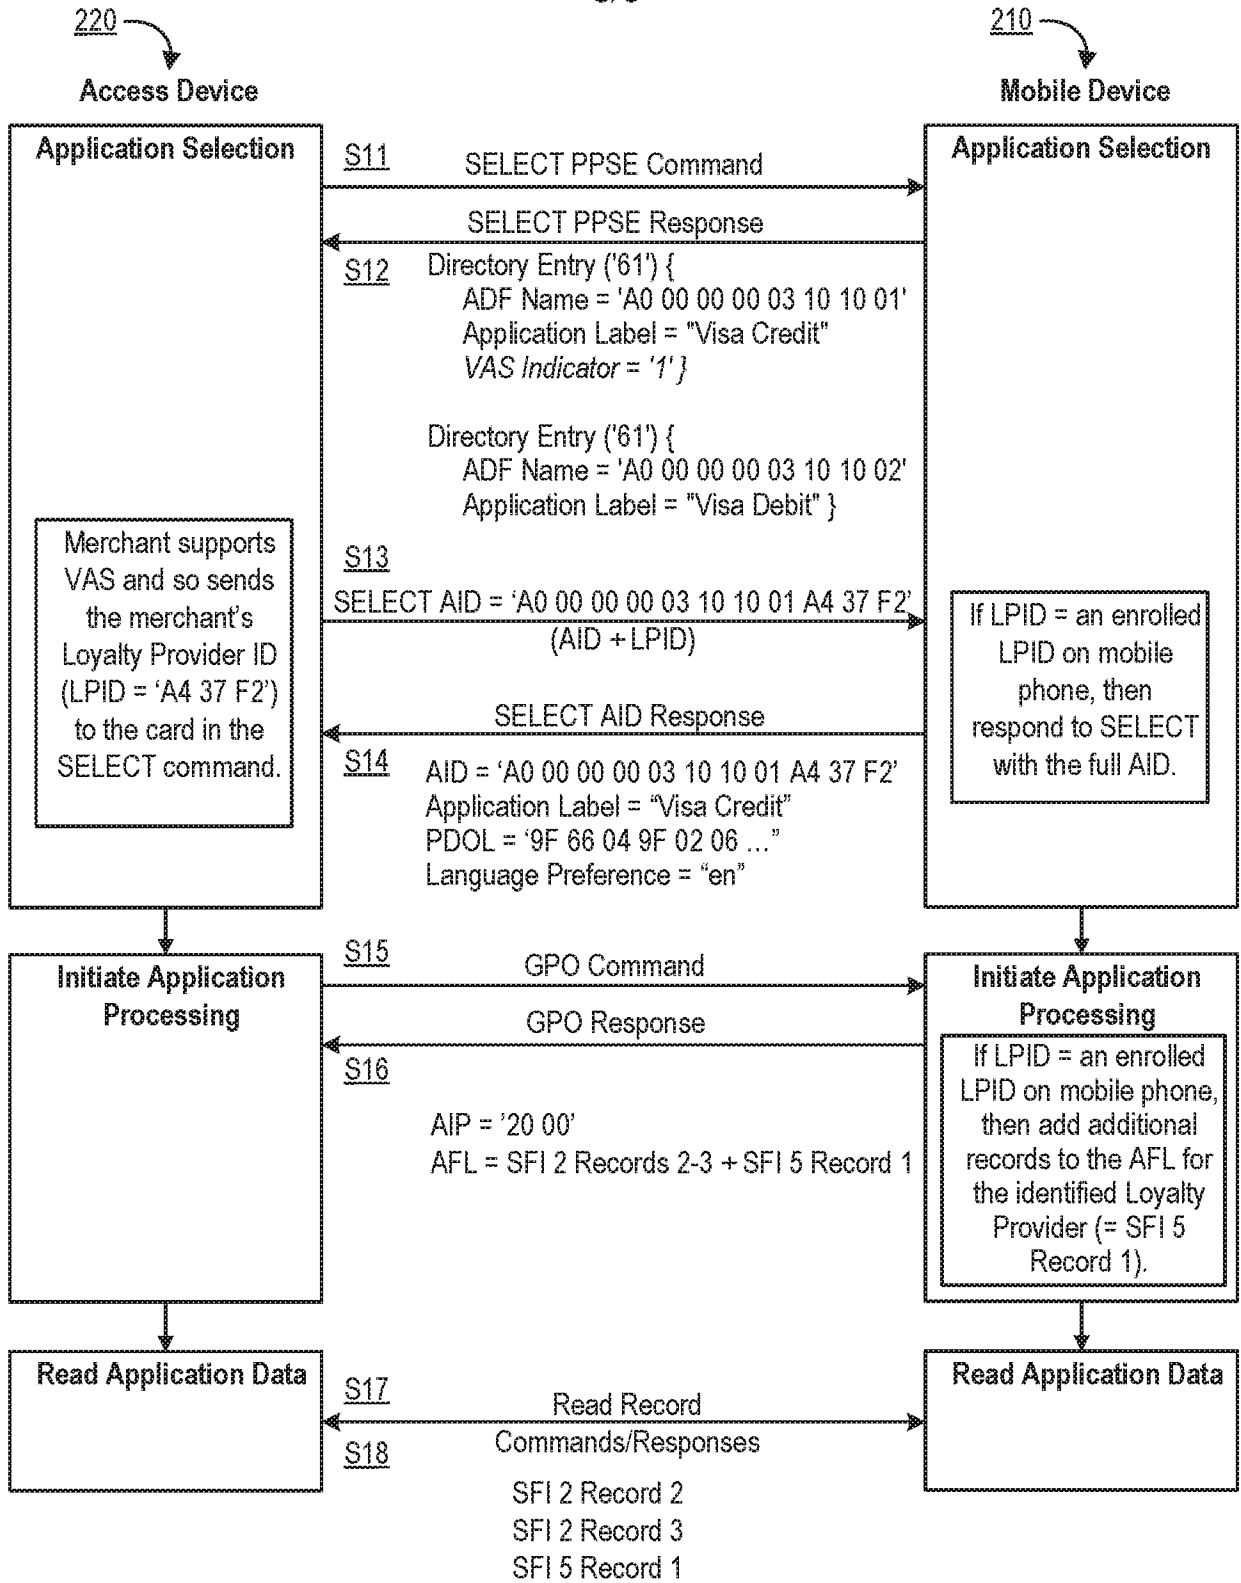 220
210
Access Device
Mobile Device
Application Selection
S11
SELECT PPSE Command
Application Selection
SELECT PPSE Response
S12
Directory Entry ('61') {
ADF Name = 'A0 00 00 00 03 10 10 01'
Application Label = "Visa Credit"
VAS Indicator = '1' }
Directory Entry ('61') {
ADF Name = 'A0 00 00 00 03 10 10 02'
Application Label = "Visa Debit" }
Merchant supports
VAS and so sends
the merchant's
Loyalty Provider ID
(LPID = ‘A4 37 F2’)
to the card in the
SELECT command.
S13
SELECT AID = ‘A0 00 00 00 03 10 10 01 A4 37 F2’
(AID + LPID)
If LPID = an enrolled
LPID on mobile
phone, then
respond to SELECT
with the full AID.
SELECT AID Response
S14
AID = ‘A0 00 00 00 03 10 10 01 A4 37 F2’
Application Label = “Visa Credit”
PDOL = ‘9F 66 04 9F 02 06 ...”
Language Preference = “en”
Initiate Application
Processing
S15
GPO Command
GPO Response
S16
AIP = ’20 00’
AFL = SFI 2 Records 2-3 + SFI 5 Record 1
Initiate Application
Processing
If LPID = an enrolled
LPID on mobile phone,
then add additional
records to the AFL for
the identified Loyalty
Provider (= SFI 5
Record 1).
Read Application Data
S17
Read Record
Commands/Responses
S18
SFI 2 Record 2
SFI 2 Record 3
SFI 5 Record 1
Read Application Data